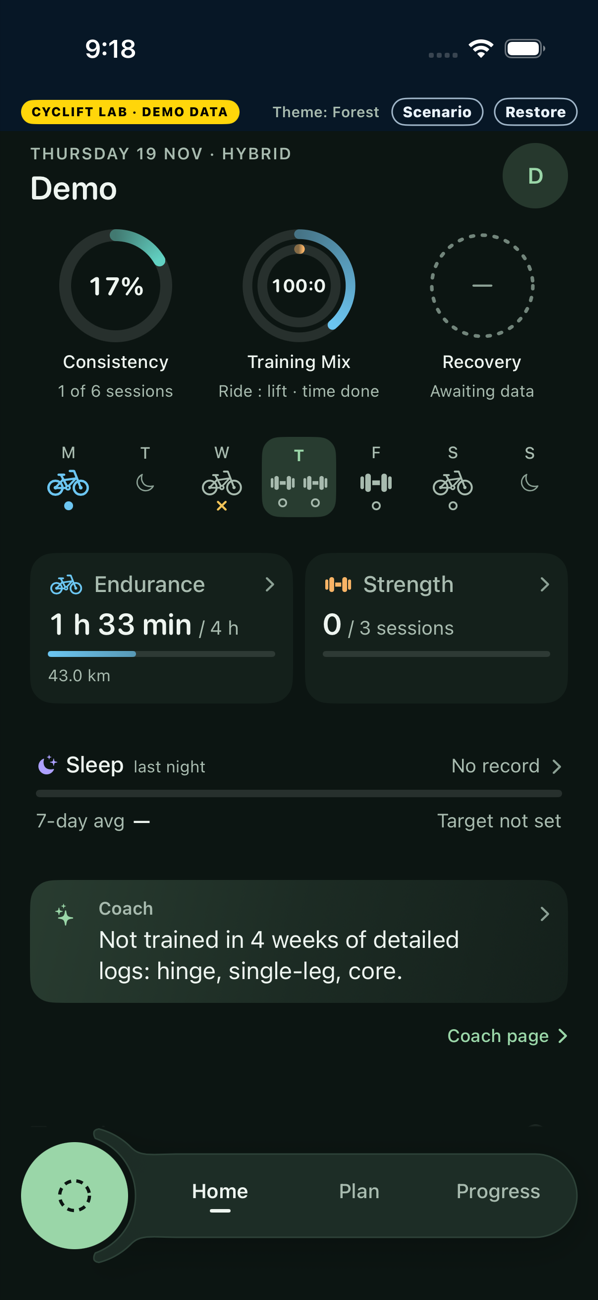 9:18
CYCLIFT LAB · DEMO DATA Theme: Forest Scenario Restore
THURSDAY 19 NOV · HYBRID
Demo
D
17% 100:0 —
Consistency Training Mix Recovery
1 of 6 sessions Ride : lift · time done Awaiting data
M T W T F S S
Endurance
1 h 33 min / 4 h
43.0 km
Strength
0 / 3 sessions
Sleep last night No record
7-day avg — Target not set
Coach
Not trained in 4 weeks of detailed
logs: hinge, single-leg, core.
Coach page
Home Plan Progress